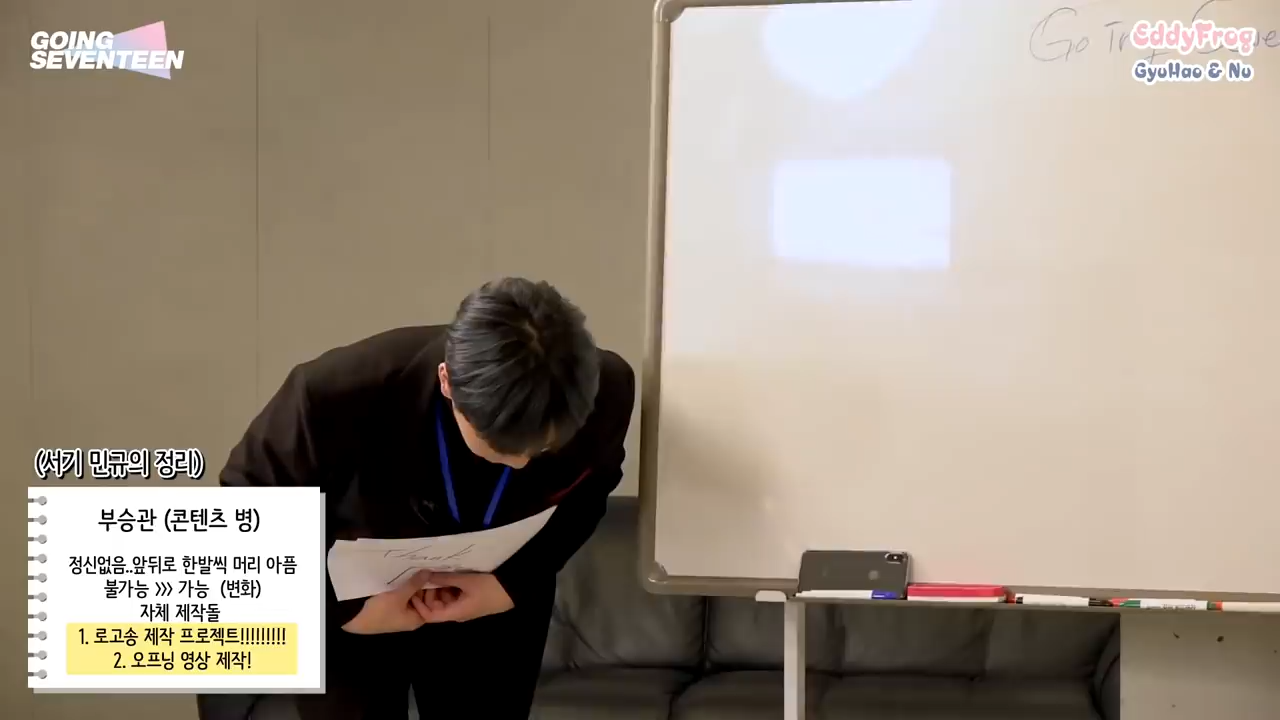 GOING
SEVENTEEN
EddyFrog
GyuHao & Nu
Go
(서기 민규의 정리)
부승관 (콘텐츠 병)
정신없음..앞뒤로 한발씩 머리 아픔
불가능 >>> 가능 (변화)
자체 제작돌
1. 로고송 제작 프로젝트!!!!!!!!!
2. 오프닝 영상 제작!
Thank